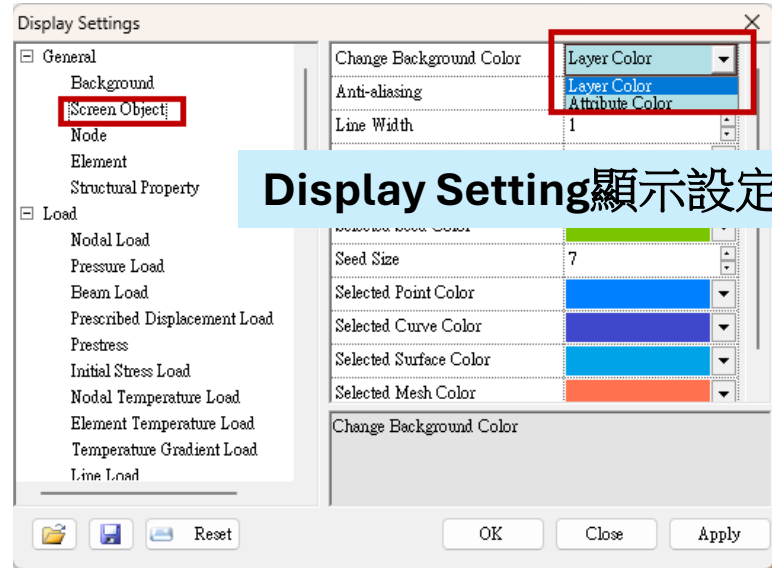 Display Settings
General
Background
Screen Object
Node
Element
Structural Property
Load
Nodal Load
Pressure Load
Beam Load
Prescribed Displacement Load
Prestress
Initial Stress Load
Nodal Temperature Load
Element Temperature Load
Temperature Gradient Load
Line Load
Change Background Color Layer Color
Layer Color
Attribute Color
Anti-aliasing
Line Width 1
Display Setting顯示設定
Selected Seed Color
Seed Size 7
Selected Point Color
Selected Curve Color
Selected Surface Color
Selected Mesh Color
Change Background Color
Reset OK Close Apply